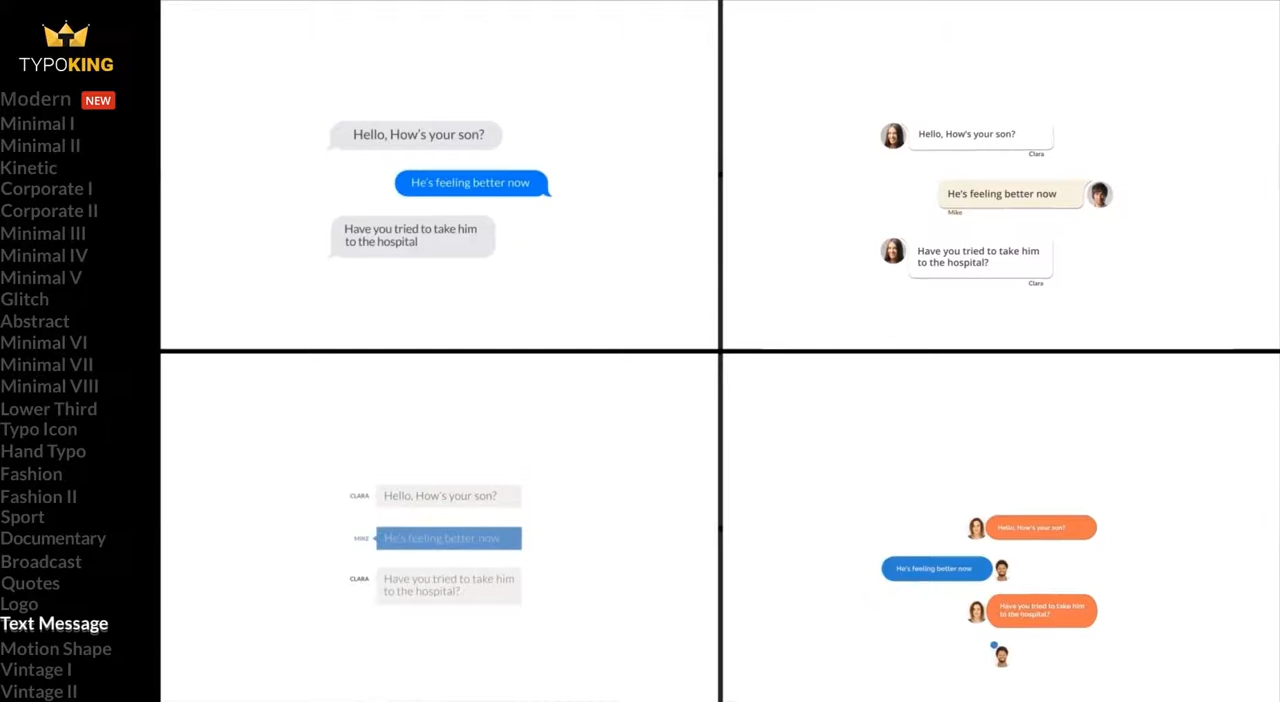 TYPOKING
Modern NEW
Minimal I
Minimal II
Kinetic
Corporate I
Corporate II
Minimal III
Minimal IV
Minimal V
Glitch
Abstract
Minimal VI
Minimal VII
Minimal VIII
Lower Third
Typo Icon
Hand Typo
Fashion
Fashion II
Sport
Documentary
Broadcast
Quotes
Logo
Text Message
Motion Shape
Vintage I
Vintage II
Hello, How's your son?
He's feeling better now
Have you tried to take him
to the hospital
Hello, How's your son?
Clara
He's feeling better now
Mike
Have you tried to take him
to the hospital?
Clara
CLARA Hello, How's your son?
MIKE He's feeling better now
CLARA Have you tried to take him
to the hospital?
Hello, How's your son?
He's feeling better now
Have you tried to take him
to the hospital?